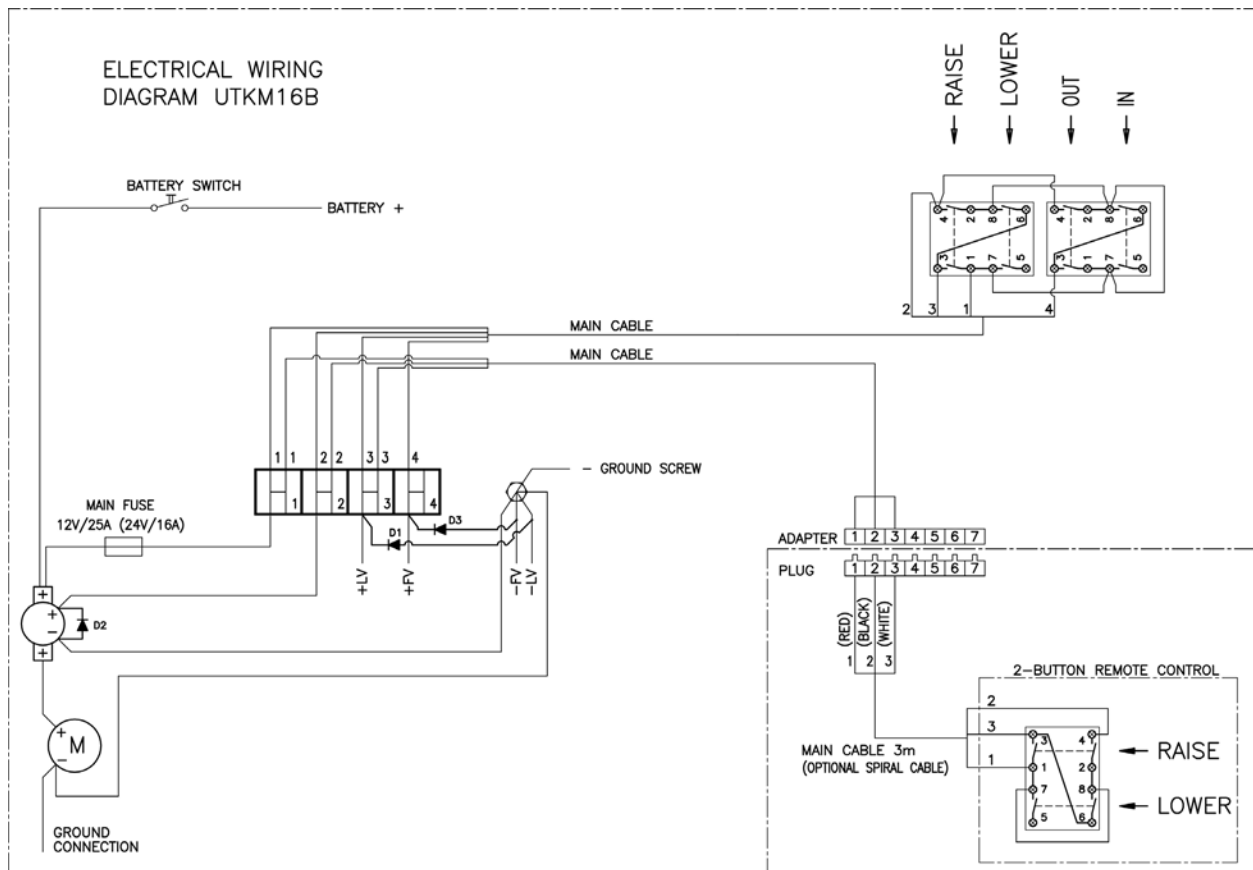 ELECTRICAL WIRING
DIAGRAM UTKM16B
RAISE
LOWER
OUT
IN
BATTERY SWITCH
BATTERY +
4 2 8 6
3 1 7 5
4 2 8 6
3 1 7 5
2 3 1 4
MAIN CABLE
MAIN CABLE
1 1 2 2 3 3 4
1 2 3 4
- GROUND SCREW
MAIN FUSE
12V/25A (24V/16A)
D3
D1
+LV
+FV
-FV
-LV
ADAPTER 1 2 3 4 5 6 7
PLUG 1 2 3 4 5 6 7
+
+
-
D2
+
(RED)
(BLACK)
(WHITE)
1 2 3
2-BUTTON REMOTE CONTROL
2
3
1
3 4
1 2
7 8
5 6
RAISE
LOWER
MAIN CABLE 3m
(OPTIONAL SPIRAL CABLE)
+
M
-
GROUND
CONNECTION